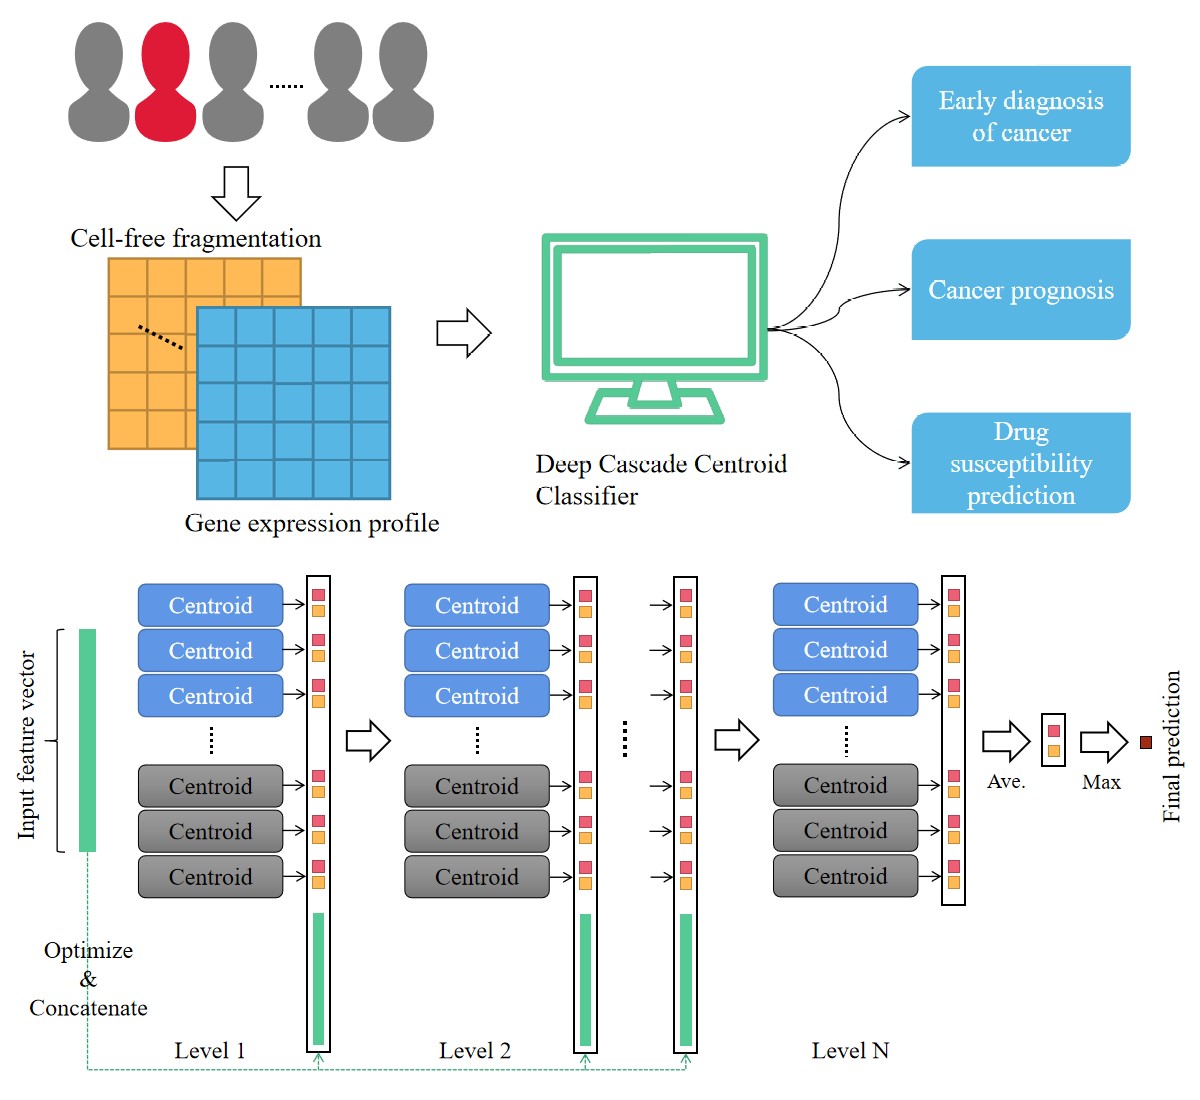 Cell-free fragmentation
Gene expression profile
Deep Cascade Centroid
Classifier
Early diagnosis
of cancer
Cancer prognosis
Drug
susceptibility
prediction
Input feature vector
Optimize
&
Concatenate
Centroid
Centroid
Centroid
Centroid
Centroid
Centroid
Level 1
Centroid
Centroid
Centroid
Centroid
Centroid
Centroid
Level 2
Centroid
Centroid
Centroid
Centroid
Centroid
Centroid
Level N
Ave.
Max
Final prediction